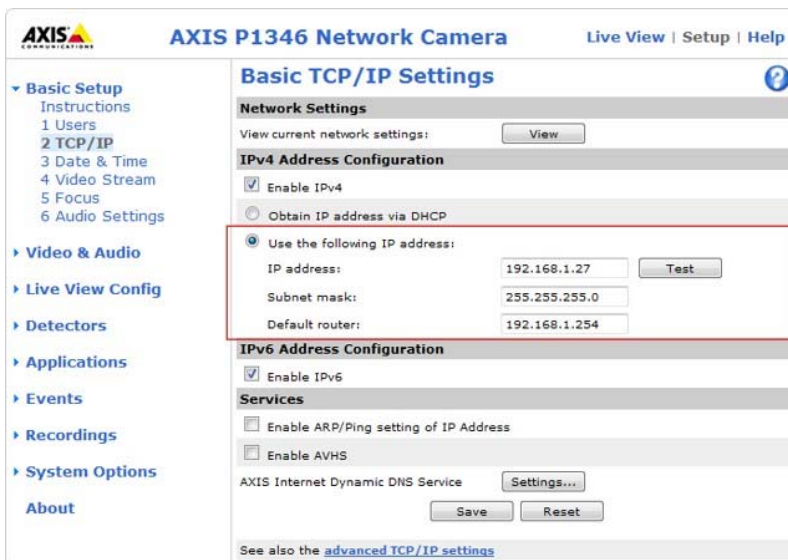 AXIS
COMMUNICATIONS
AXIS P1346 Network Camera
Live View | Setup | Help
Basic Setup
Instructions
1 Users
2 TCP/IP
3 Date & Time
4 Video Stream
5 Focus
6 Audio Settings
Video & Audio
Live View Config
Detectors
Applications
Events
Recordings
System Options
About
Basic TCP/IP Settings
?
Network Settings
View current network settings: View
IPv4 Address Configuration
Enable IPv4
Obtain IP address via DHCP
Use the following IP address:
IP address: 192.168.1.27 Test
Subnet mask: 255.255.255.0
Default router: 192.168.1.254
IPv6 Address Configuration
Enable IPv6
Services
Enable ARP/Ping setting of IP Address
Enable AVHS
AXIS Internet Dynamic DNS Service Settings...
Save Reset
See also the advanced TCP/IP settings